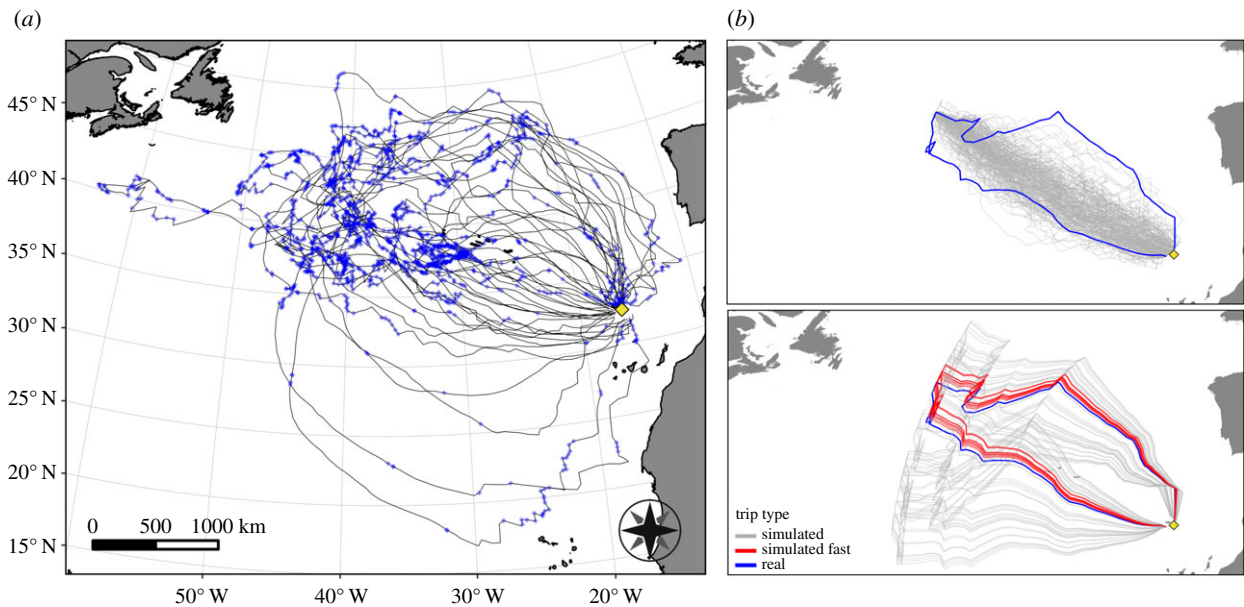 (a)
45° N
40° N
35° N
30° N
25° N
20° N
15° N
0 500 1000 km
50° W 40° W 30° W 20° W
(b)
trip type
simulated
simulated fast
real